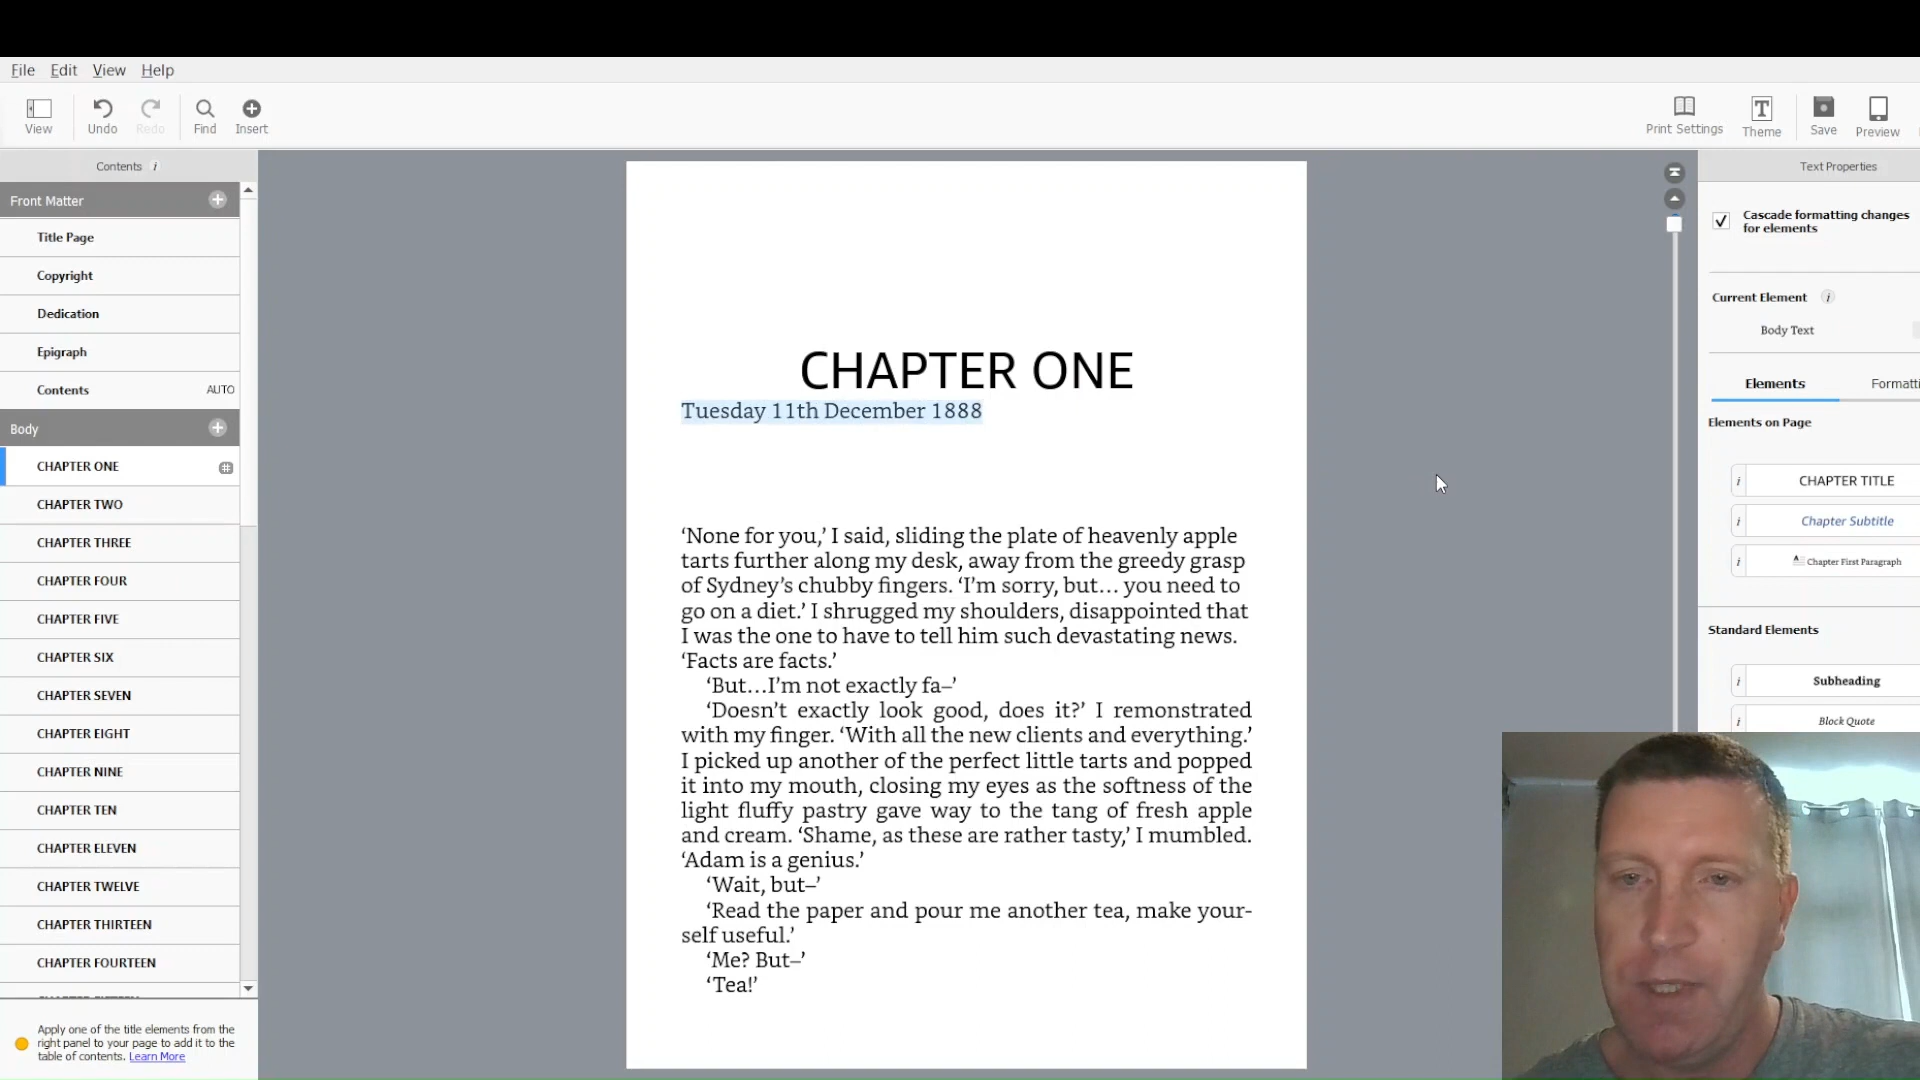 File Edit View Help
View Undo Redo Find Insert Print Settings Theme Save Preview
Contents i
Front Matter
Title Page
Copyright
Dedication
Epigraph
Contents AUTO
Body
CHAPTER ONE
CHAPTER TWO
CHAPTER THREE
CHAPTER FOUR
CHAPTER FIVE
CHAPTER SIX
CHAPTER SEVEN
CHAPTER EIGHT
CHAPTER NINE
CHAPTER TEN
CHAPTER ELEVEN
CHAPTER TWELVE
CHAPTER THIRTEEN
CHAPTER FOURTEEN
Apply one of the title elements from the
right panel to your page to add it to the
table of contents. Learn More
CHAPTER ONE
Tuesday 11th December 1888
‘None for you,’ I said, sliding the plate of heavenly apple
tarts further along my desk, away from the greedy grasp
of Sydney’s chubby fingers. ‘I’m sorry, but… you need to
go on a diet.’ I shrugged my shoulders, disappointed that
I was the one to have to tell him such devastating news.
‘Facts are facts.’
‘But…I’m not exactly fa–’
‘Doesn’t exactly look good, does it?’ I remonstrated
with my finger. ‘With all the new clients and everything.’
I picked up another of the perfect little tarts and popped
it into my mouth, closing my eyes as the softness of the
light fluffy pastry gave way to the tang of fresh apple
and cream. ‘Shame, as these are rather tasty,’ I mumbled.
‘Adam is a genius.’
‘Wait, but–’
‘Read the paper and pour me another tea, make your-
self useful.’
‘Me? But–’
‘Tea!’
Text Properties
Cascade formatting changes
for elements
Current Element i
Body Text
Elements Formatti
Elements on Page
i CHAPTER TITLE
i Chapter Subtitle
i Chapter First Paragraph
Standard Elements
i Subheading
i Block Quote